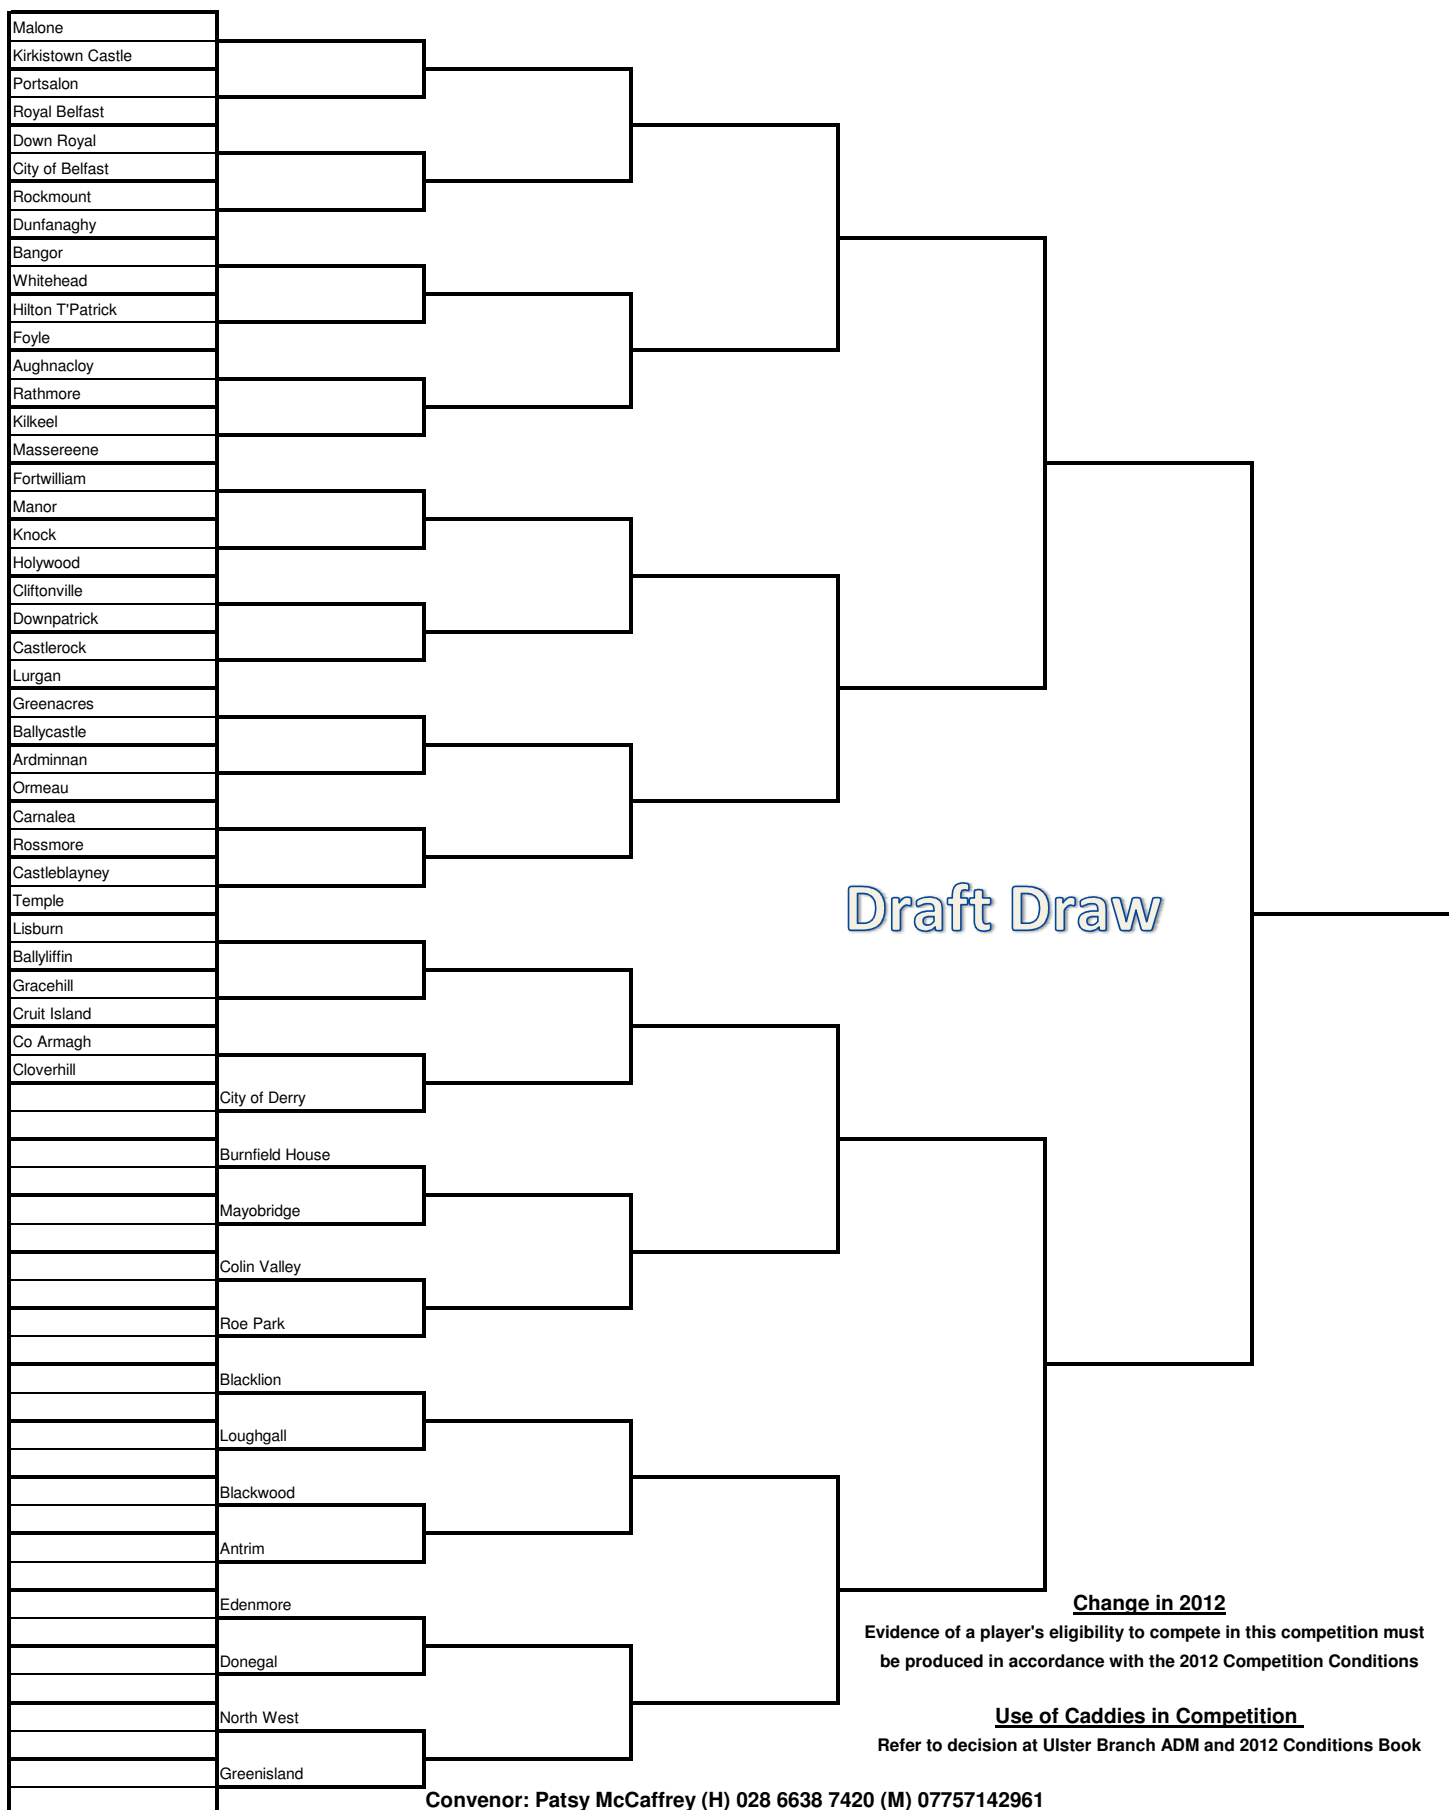 Malone
Kirkistown Castle
Portsalon
Royal Belfast
Down Royal
City of Belfast
Rockmount
Dunfanaghy
Bangor
Whitehead
Hilton T'Patrick
Foyle
Aughnacloy
Rathmore
Kilkeel
Massereene
Fortwilliam
Manor
Knock
Holywood
Cliftonville
Downpatrick
Castlerock
Lurgan
Greenacres
Ballycastle
Ardminnan
Ormeau
Carnalea
Rossmore
Castleblayney
Temple
Lisburn
Ballyliffin
Gracehill
Cruit Island
Co Armagh
Cloverhill
City of Derry
Burnfield House
Mayobridge
Colin Valley
Roe Park
Blacklion
Loughgall
Blackwood
Antrim
Edenmore
Donegal
North West
Greenisland
Draft Draw
Change in 2012
Evidence of a player's eligibility to compete in this competition must
be produced in accordance with the 2012 Competition Conditions
Use of Caddies in Competition
Refer to decision at Ulster Branch ADM and 2012 Conditions Book
Convenor: Patsy McCaffrey (H) 028 6638 7420 (M) 07757142961